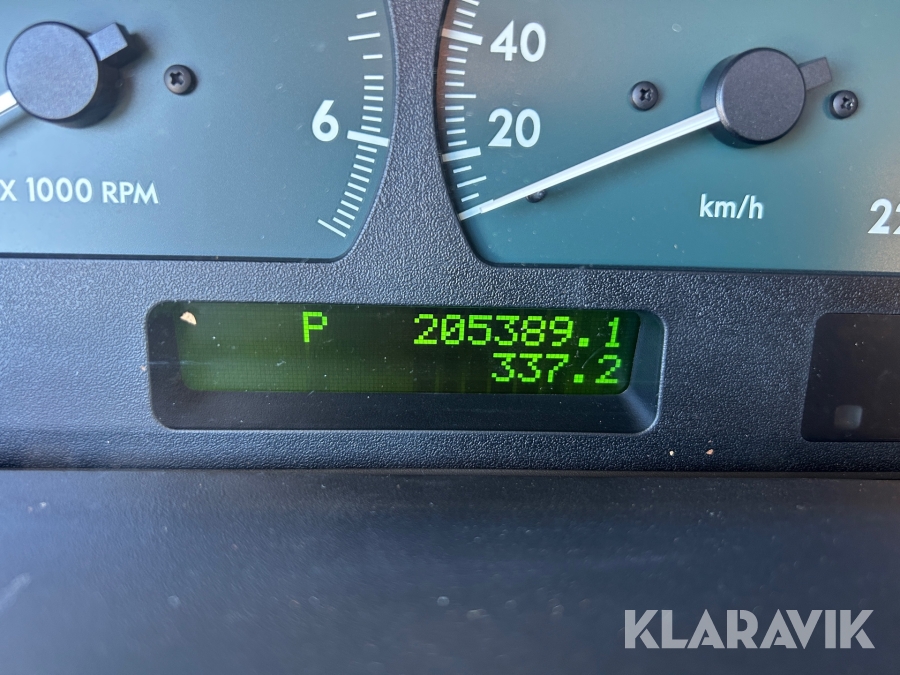 40
6
20
X 1000 RPM
km/h
P 205389.1
337.2
KLARAVIK